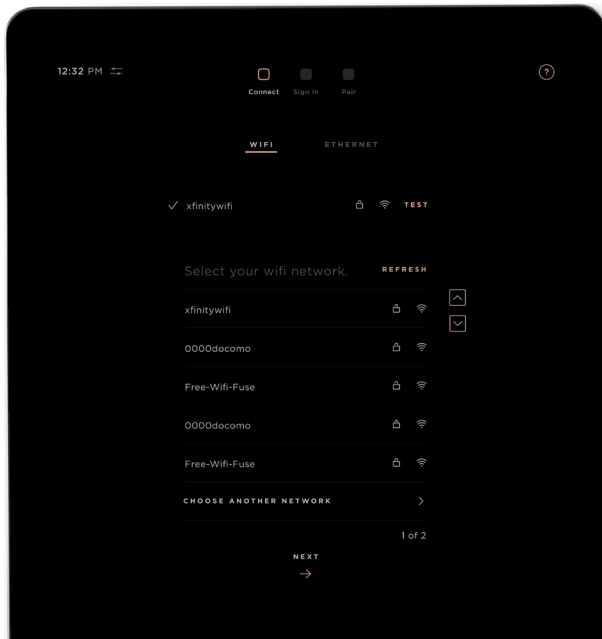 12:32 PM
?
Connect Sign In Pair
WIFI ETHERNET
xfinitywifi TEST
Select your wifi network. REFRESH
xfinitywifi
0000docomo
Free-Wifi-Fuse
0000docomo
Free-Wifi-Fuse
CHOOSE ANOTHER NETWORK
1 of 2
NEXT